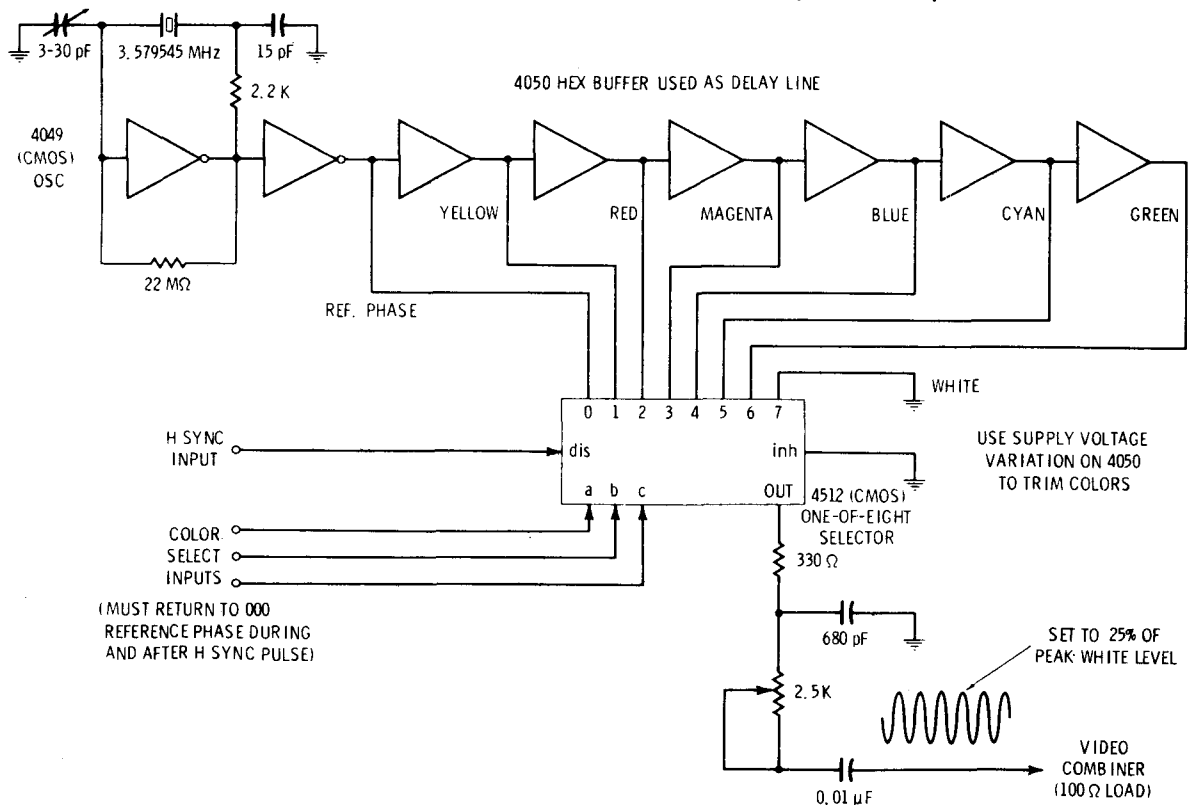 3-30 pF
3.579545 MHz
15 pF
2.2 K
4050 HEX BUFFER USED AS DELAY LINE
4049
(CMOS)
OSC
YELLOW
RED
MAGENTA
BLUE
CYAN
GREEN
22 MΩ
REF. PHASE
WHITE
0 1 2 3 4 5 6 7
H SYNC
INPUT
dis
inh
USE SUPPLY VOLTAGE
VARIATION ON 4050
TO TRIM COLORS
a b c
OUT
4512 (CMOS)
ONE-OF-EIGHT
SELECTOR
COLOR
SELECT
INPUTS
330 Ω
(MUST RETURN TO 000
REFERENCE PHASE DURING
AND AFTER H SYNC PULSE)
680 pF
SET TO 25% OF
PEAK WHITE LEVEL
2.5K
0.01 µF
VIDEO
COMBINER
(100 Ω LOAD)